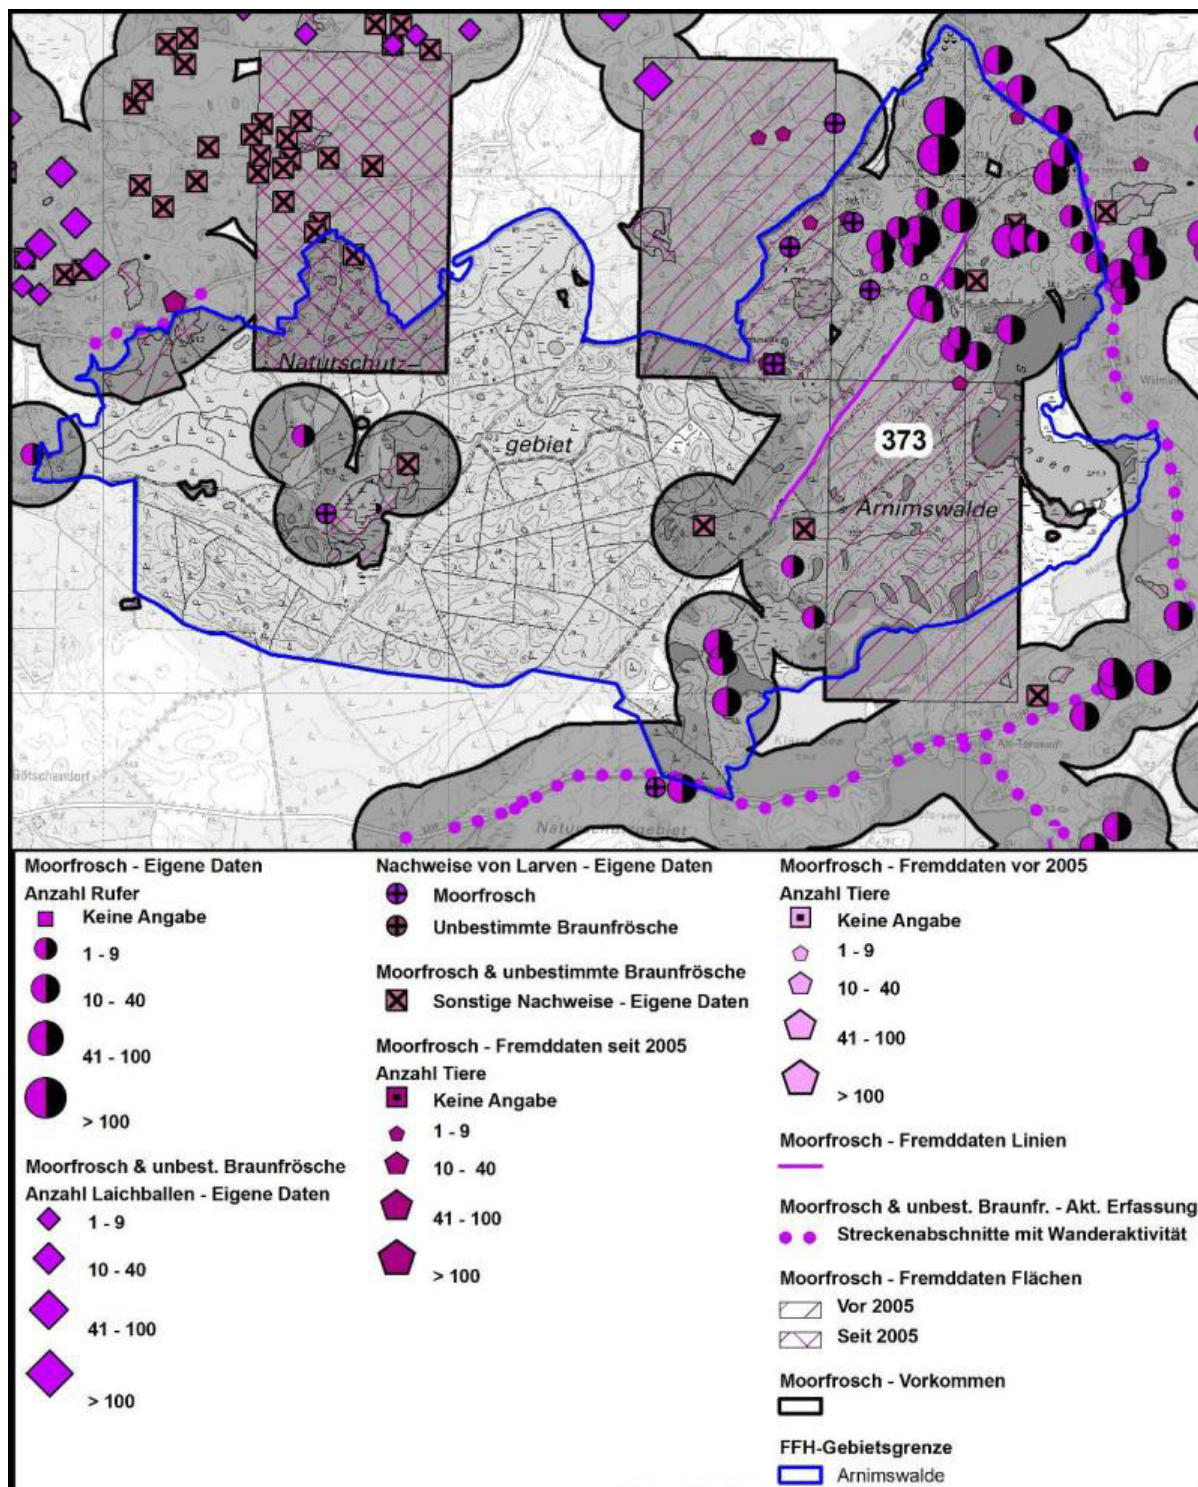 Naturschutz-
gebiet
373
Arnimswalde
Götschendorf
Naturschutzgebiet
Moorfrosch - Eigene Daten
Anzahl Rufer
Keine Angabe
1 - 9
10 - 40
41 - 100
> 100
Moorfrosch & unbest. Braunfrösche
Anzahl Laichballen - Eigene Daten
1 - 9
10 - 40
41 - 100
> 100
Nachweise von Larven - Eigene Daten
Moorfrosch
Unbestimmte Braunfrösche
Moorfrosch & unbestimmte Braunfrösche
Sonstige Nachweise - Eigene Daten
Moorfrosch - Fremddaten seit 2005
Anzahl Tiere
Keine Angabe
1 - 9
10 - 40
41 - 100
> 100
Moorfrosch - Fremddaten vor 2005
Anzahl Tiere
Keine Angabe
1 - 9
10 - 40
41 - 100
> 100
Moorfrosch - Fremddaten Linien
Moorfrosch & unbest. Braunfr. - Akt. Erfassung
Streckenabschnitte mit Wanderaktivität
Moorfrosch - Fremddaten Flächen
Vor 2005
Seit 2005
Moorfrosch - Vorkommen
FFH-Gebietsgrenze
Arnimswalde